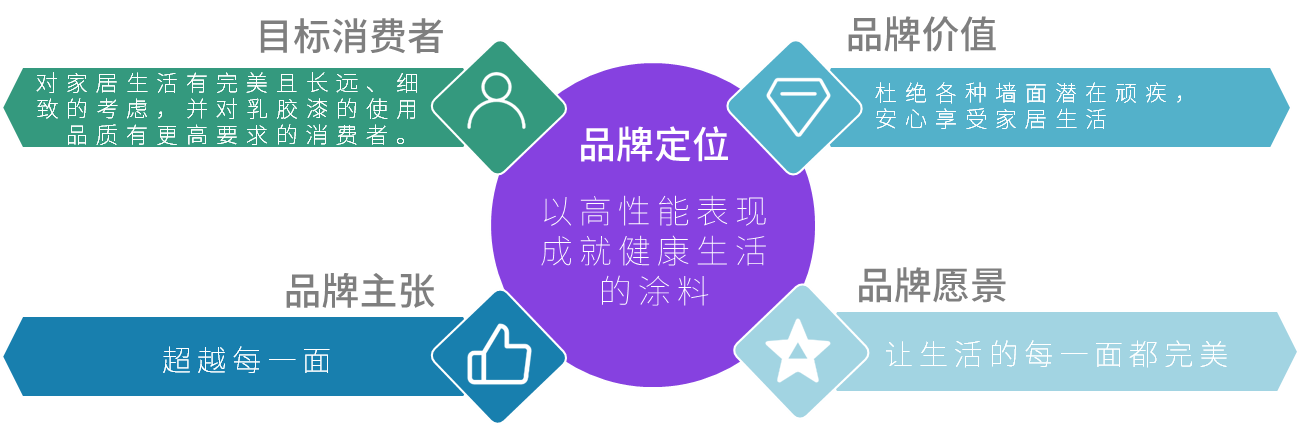 目标消费者
对家居生活有完美且长远、细
致的考虑，并对乳胶漆的使用
品质有更高要求的消费者。
品牌价值
杜绝各种墙面潜在顽疾，
安心享受家居生活
品牌定位
以高性能表现
成就健康生活
的涂料
品牌主张
超越每一面
品牌愿景
让生活的每一面都完美